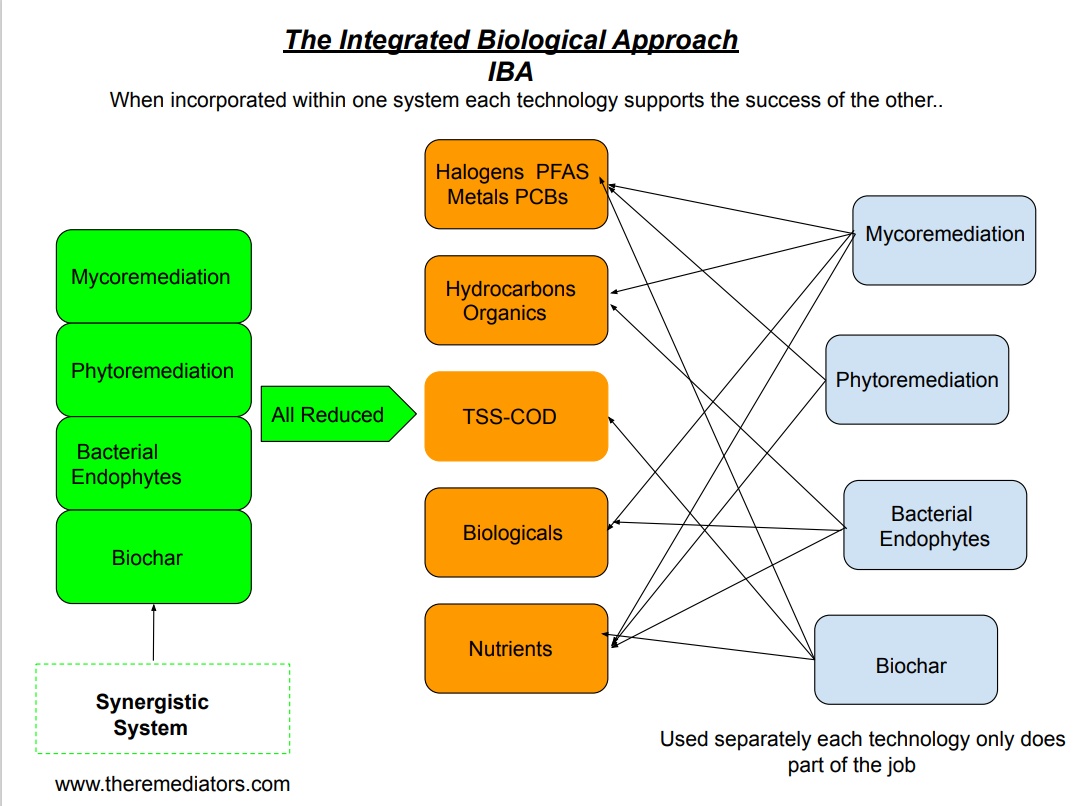 The Integrated Biological Approach
IBA
When incorporated within one system each technology supports the success of the other..
Mycoremediation
Phytoremediation
Bacterial
Endophytes
Biochar
Synergistic
System
www.theremediators.com
All Reduced
Halogens  PFAS
Metals PCBs
Hydrocarbons
Organics
TSS-COD
Biologicals
Nutrients
Mycoremediation
Phytoremediation
Bacterial
Endophytes
Biochar
Used separately each technology only does
part of the job